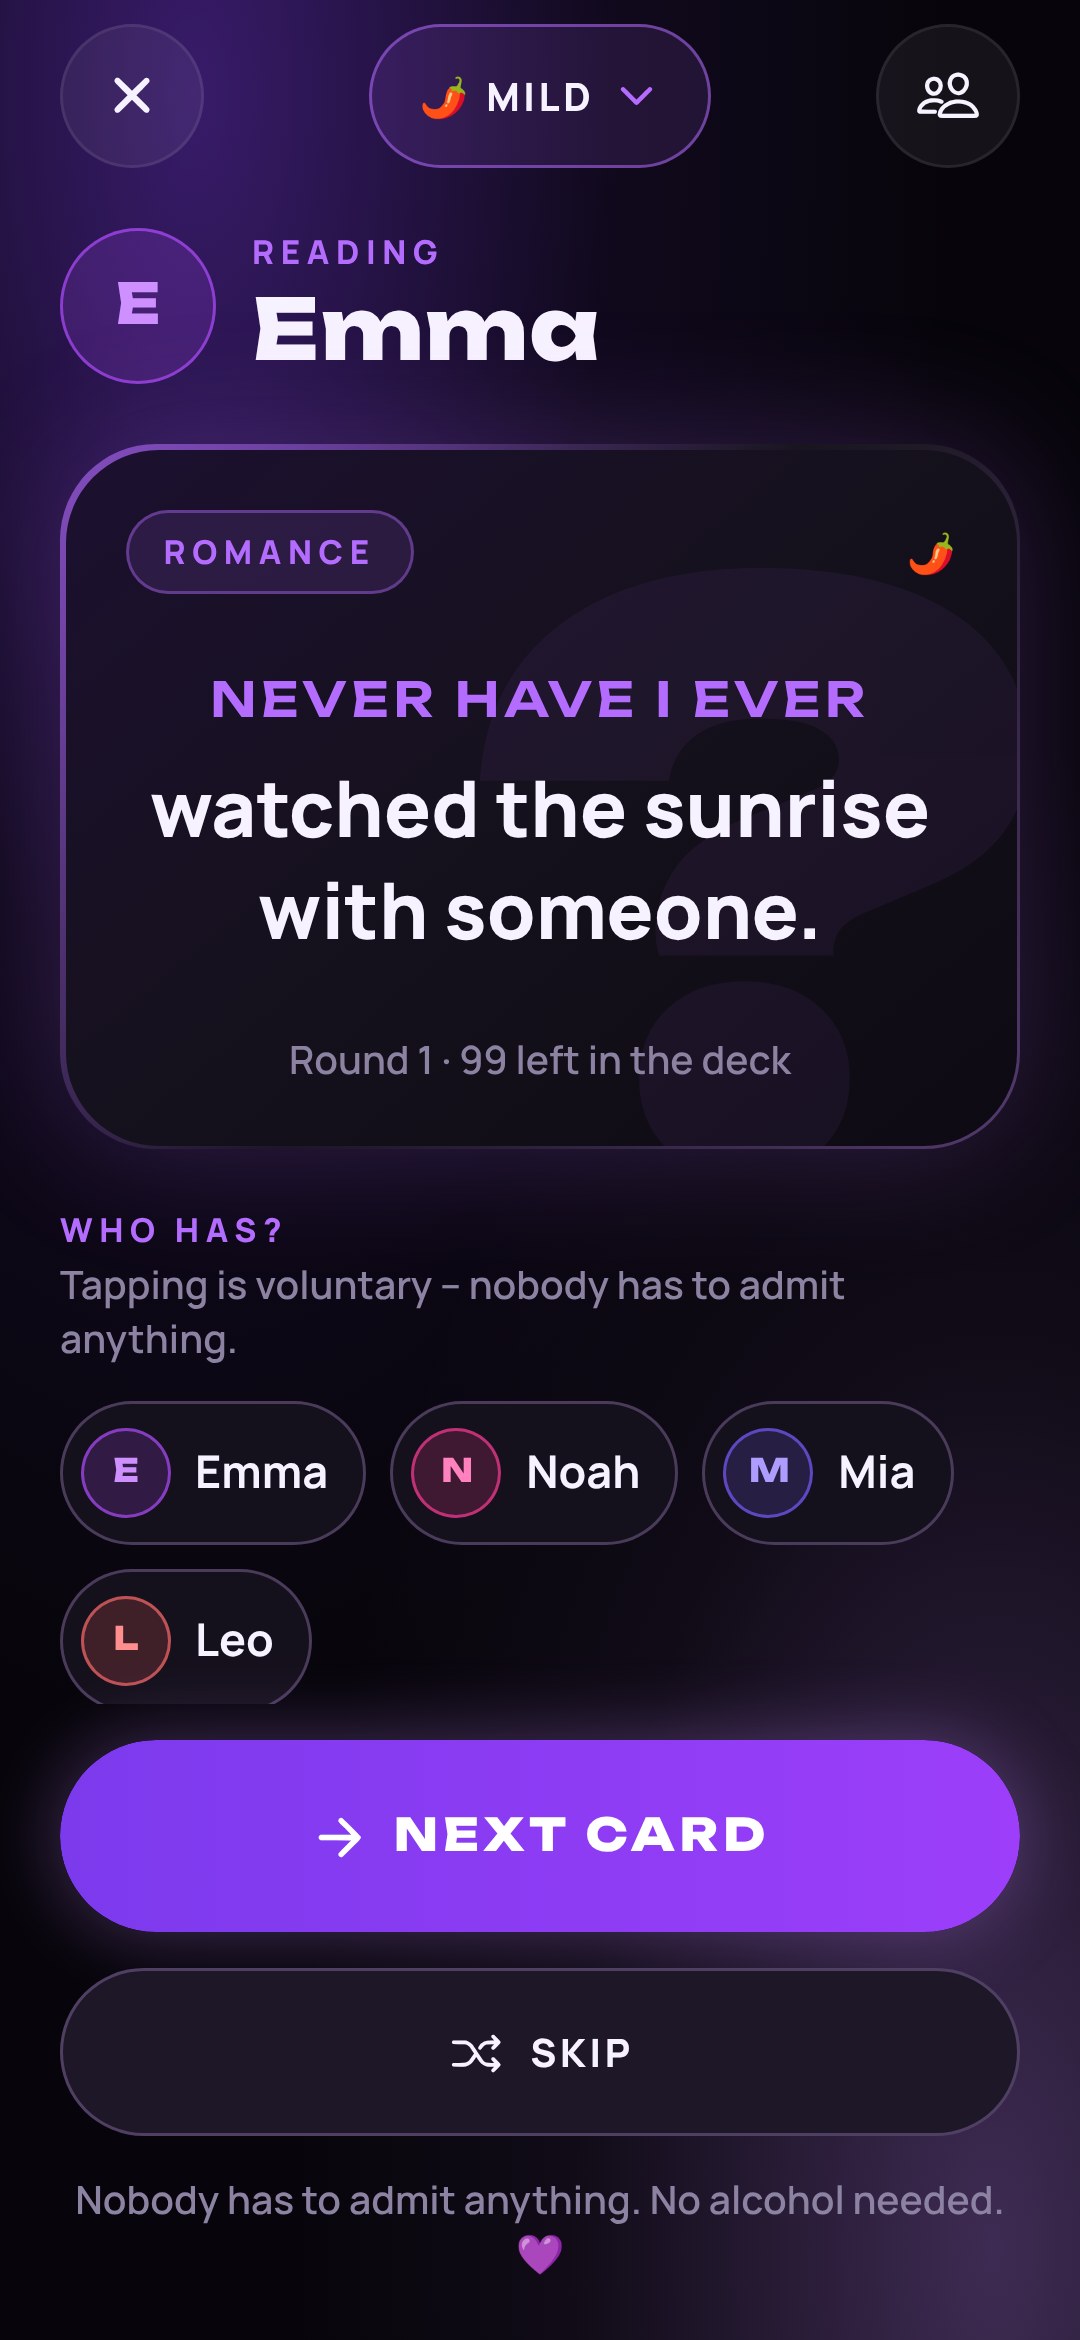 🌶️ MILD
E
READING
Emma
ROMANCE
🌶️
NEVER HAVE I EVER
watched the sunrise
with someone.
Round 1 · 99 left in the deck
WHO HAS?
Tapping is voluntary – nobody has to admit
anything.
E Emma N Noah M Mia
L Leo
→ NEXT CARD
SKIP
Nobody has to admit anything. No alcohol needed.
💜